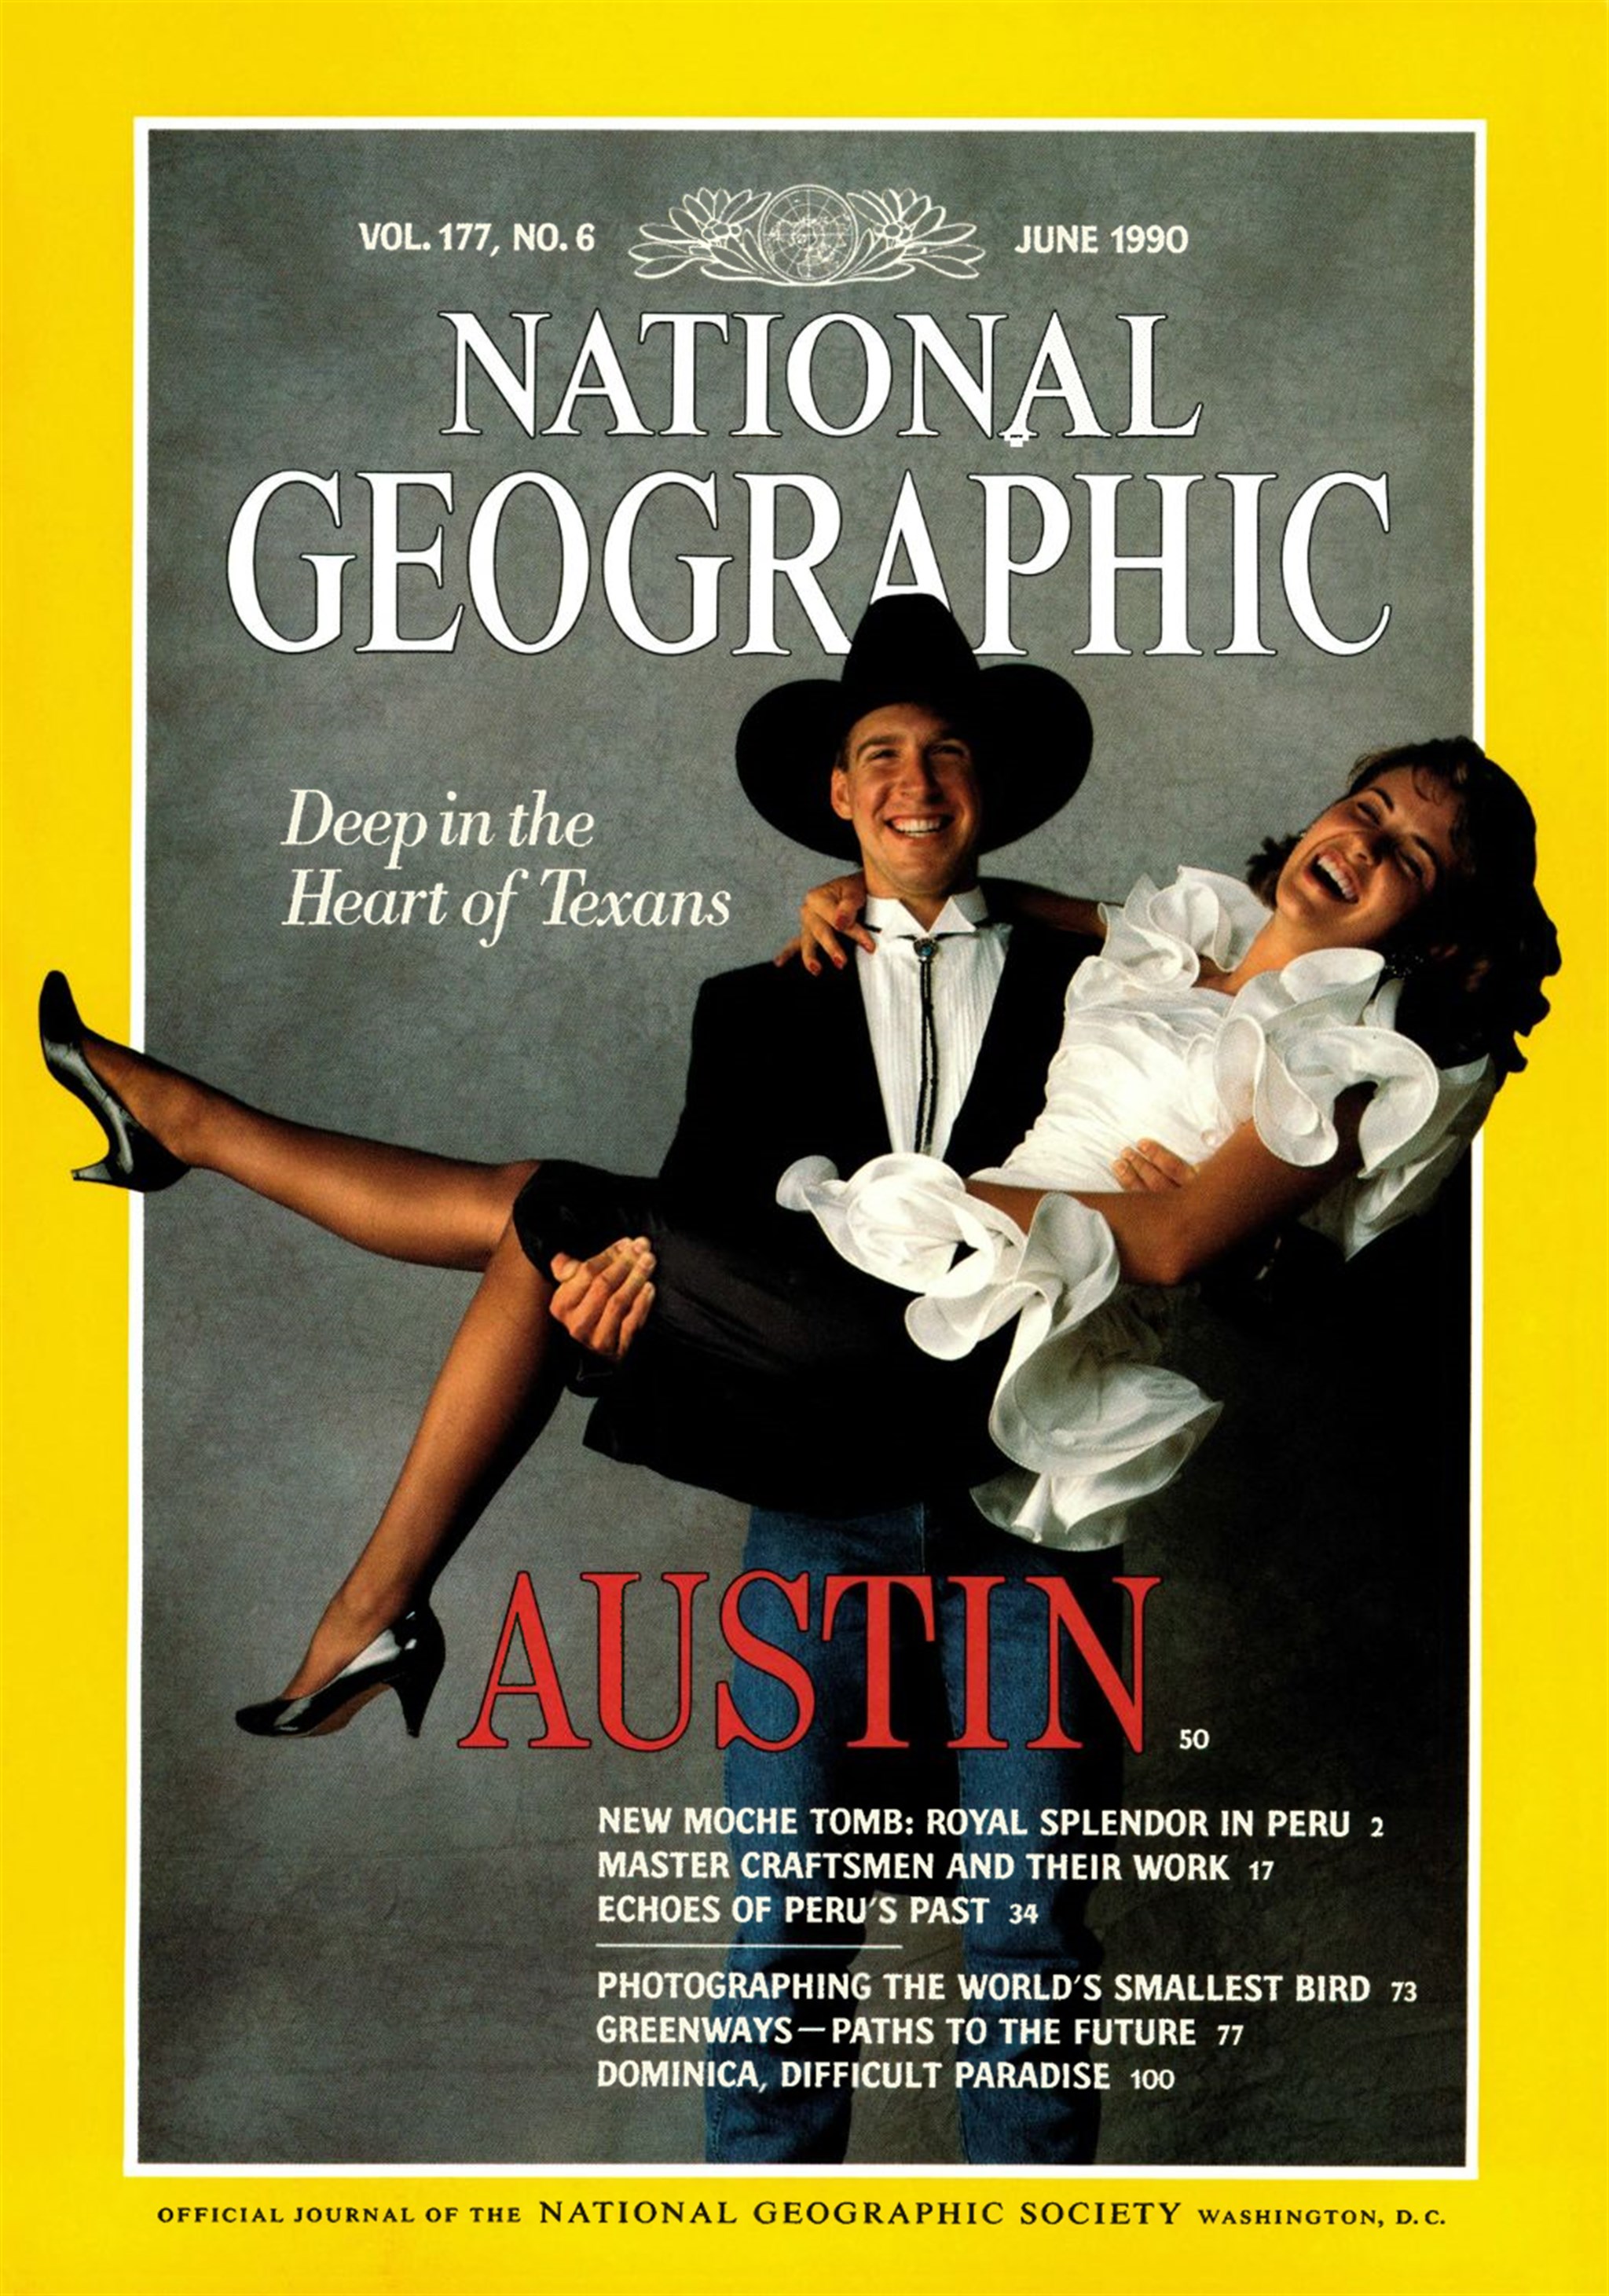 VOL. 177, NO. 6
JUNE 1990
NATIONAL
GEOGRAPHIC
Deep in the
Heart of Texans
AUSTIN 50
NEW MOCHE TOMB: ROYAL SPLENDOR IN PERU 2
MASTER CRAFTSMEN AND THEIR WORK 17
ECHOES OF PERU'S PAST 34
PHOTOGRAPHING THE WORLD'S SMALLEST BIRD 73
GREENWAYS—PATHS TO THE FUTURE 77
DOMINICA, DIFFICULT PARADISE 100
OFFICIAL JOURNAL OF THE NATIONAL GEOGRAPHIC SOCIETY WASHINGTON, D.C.